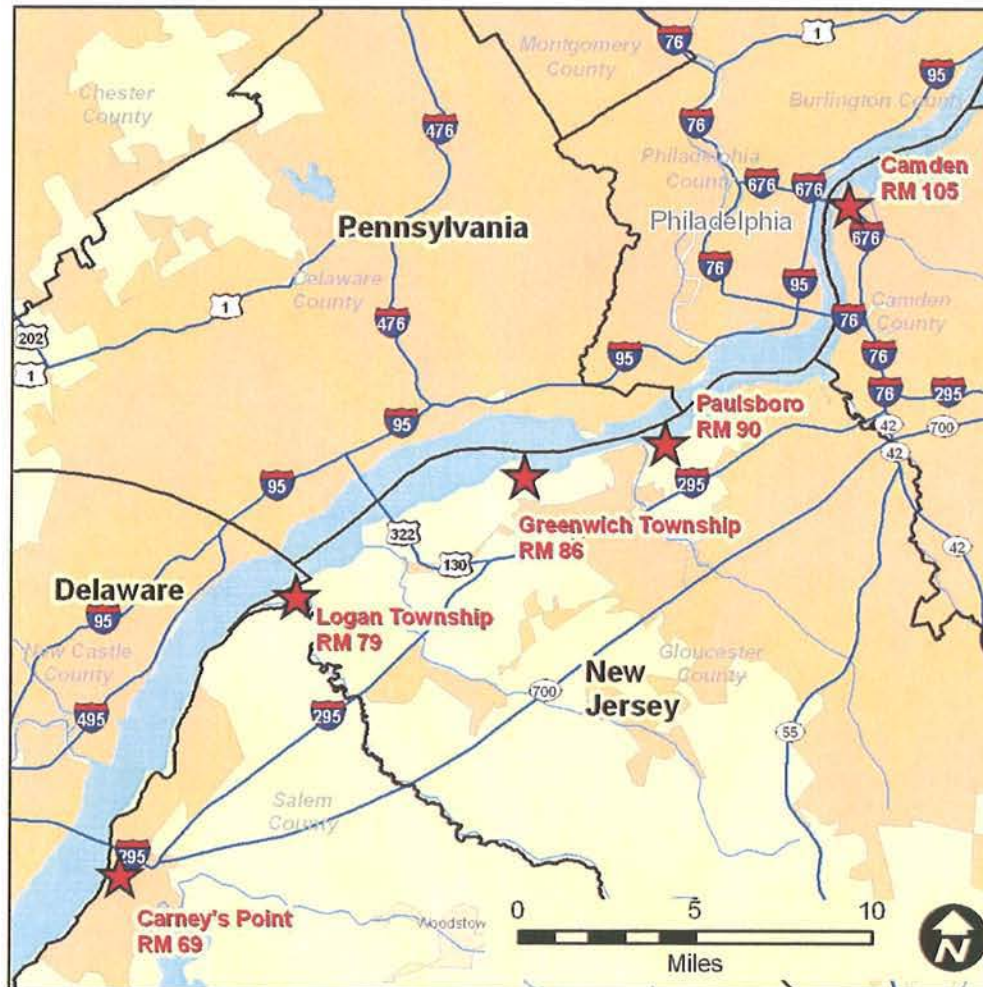 Montgomery
County
76
1
95
Chester
County
476
76
Burlington County
Philadelphia
County
Camden
RM 105
676
676
Philadelphia
Pennsylvania
676
76
95
Delaware
County
1
Camden
County
202
476
76
1
95
76
76
295
Paulsboro
RM 90
42
700
95
42
295
95
Greenwich Township
RM 86
322
130
42
Delaware
95
Logan Township
RM 79
New Castle
County
Gloucester
County
New
Jersey
700
495
295
55
Salem
County
295
Carney's Point
RM 69
Woodstow
0
5
10
Miles
N